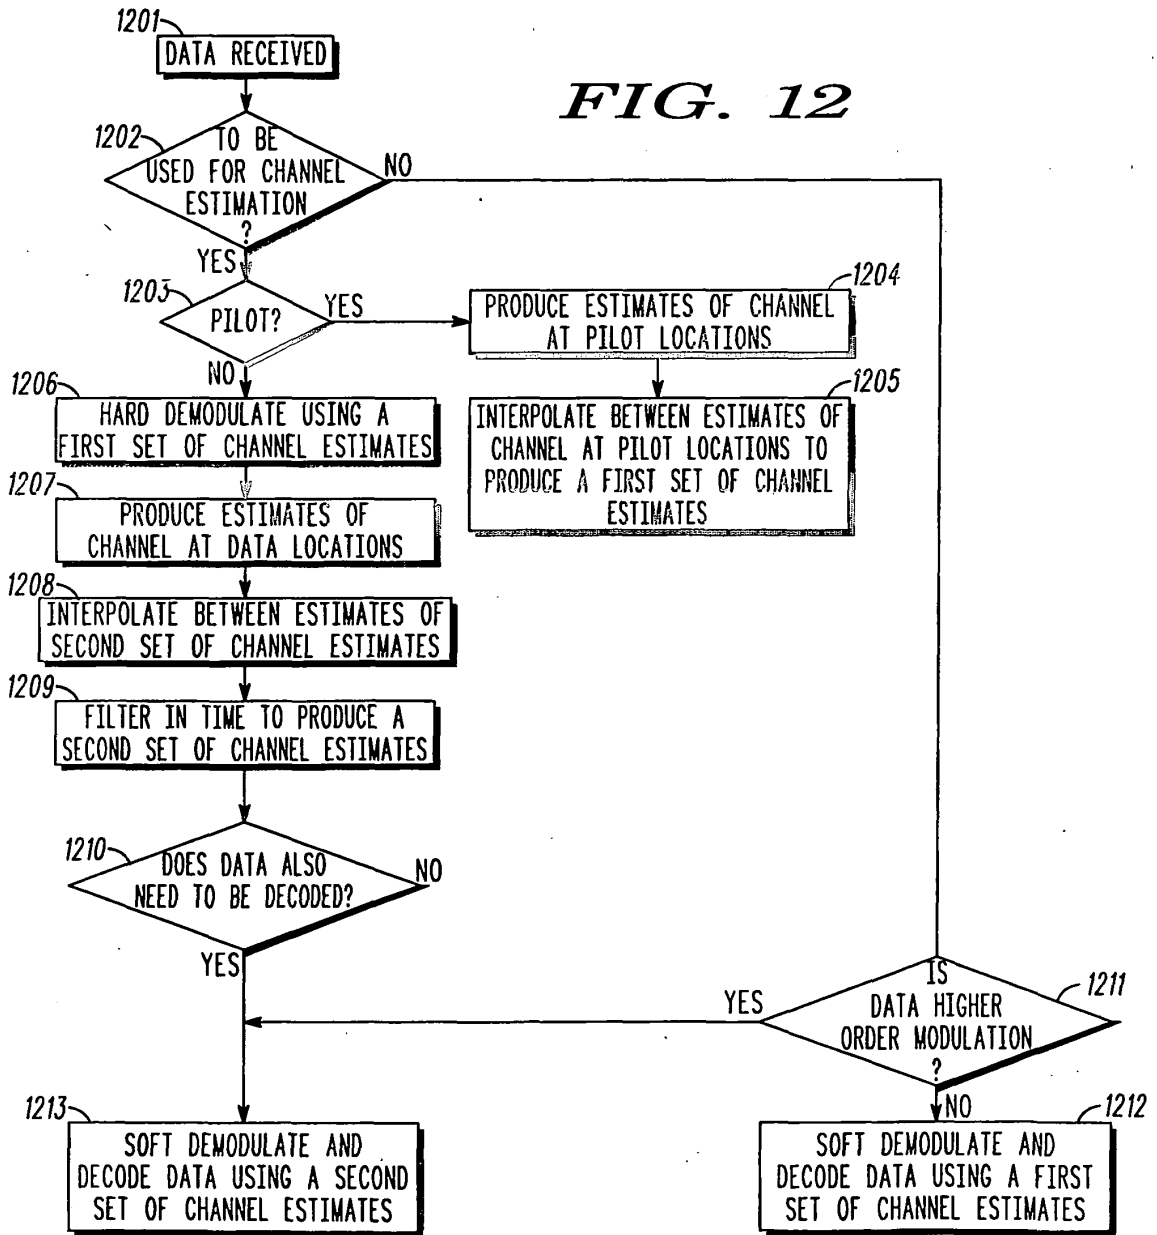 1201
DATA RECEIVED
FIG. 12
1202
TO BE
USED FOR CHANNEL
ESTIMATION
?
NO
YES
1203
PILOT?
YES
NO
1204
PRODUCE ESTIMATES OF CHANNEL
AT PILOT LOCATIONS
1205
INTERPOLATE BETWEEN ESTIMATES OF
CHANNEL AT PILOT LOCATIONS TO
PRODUCE A FIRST SET OF CHANNEL
ESTIMATES
1206
HARD DEMODULATE USING A
FIRST SET OF CHANNEL ESTIMATES
1207
PRODUCE ESTIMATES OF
CHANNEL AT DATA LOCATIONS
1208
INTERPOLATE BETWEEN ESTIMATES OF
SECOND SET OF CHANNEL ESTIMATES
1209
FILTER IN TIME TO PRODUCE A
SECOND SET OF CHANNEL ESTIMATES
1210
DOES DATA ALSO
NEED TO BE DECODED?
NO
YES
1211
IS
DATA HIGHER
ORDER MODULATION
?
YES
NO
1213
SOFT DEMODULATE AND
DECODE DATA USING A SECOND
SET OF CHANNEL ESTIMATES
1212
SOFT DEMODULATE AND
DECODE DATA USING A FIRST
SET OF CHANNEL ESTIMATES